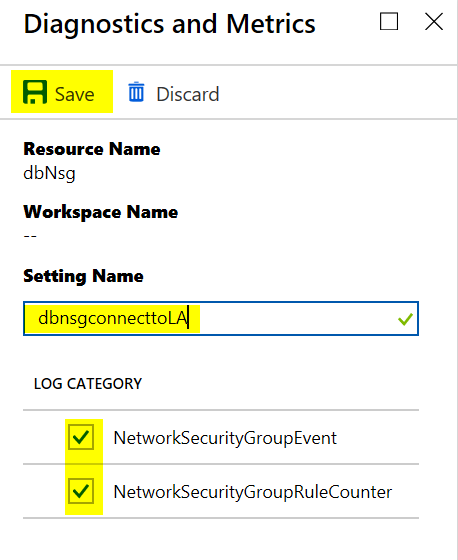 Diagnostics and Metrics
Save Discard
Resource Name
dbNsg
Workspace Name
--
Setting Name
dbnsgconnecttoLA
LOG CATEGORY
NetworkSecurityGroupEvent
NetworkSecurityGroupRuleCounter